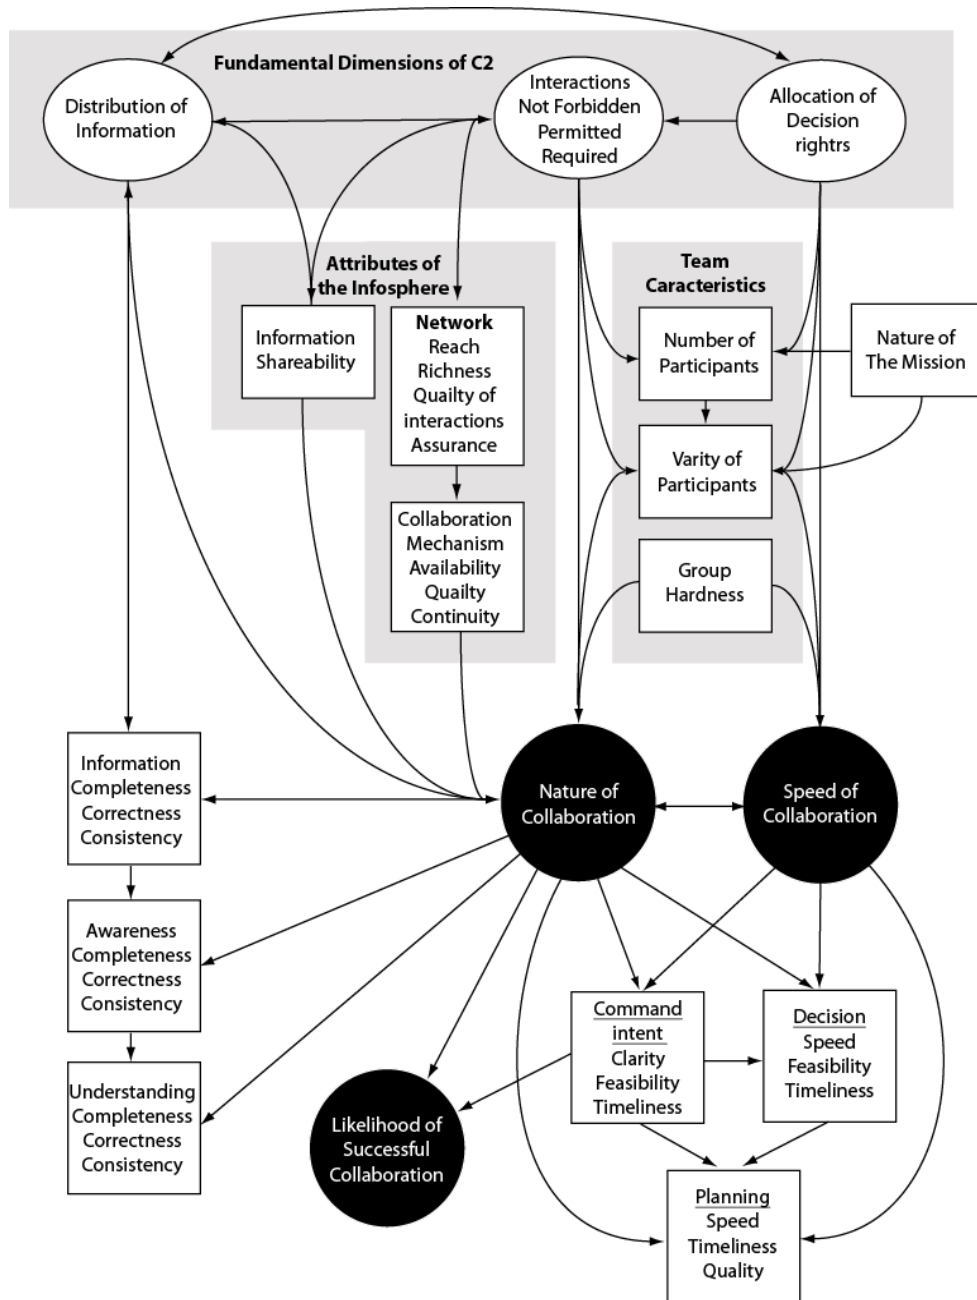 Fundamental Dimensions of C2
Distribution of
Information
Interactions
Not Forbidden
Permitted
Required
Allocation of
Decision
rightrs
Attributes of
the Infosphere
Information
Shareability
Network
Reach
Richness
Quailty of
interactions
Assurance
Collaboration
Mechanism
Availability
Quailty
Continuity
Team
Caracteristics
Number of
Participants
Varity of
Participants
Group
Hardness
Nature of
The Mission
Nature of
Collaboration
Speed of
Collaboration
Information
Completeness
Correctness
Consistency
Awareness
Completeness
Correctness
Consistency
Understanding
Completeness
Correctness
Consistency
Likelihood of
Successful
Collaboration
Command
intent
Clarity
Feasibility
Timeliness
Decision
Speed
Feasibility
Timeliness
Planning
Speed
Timeliness
Quality